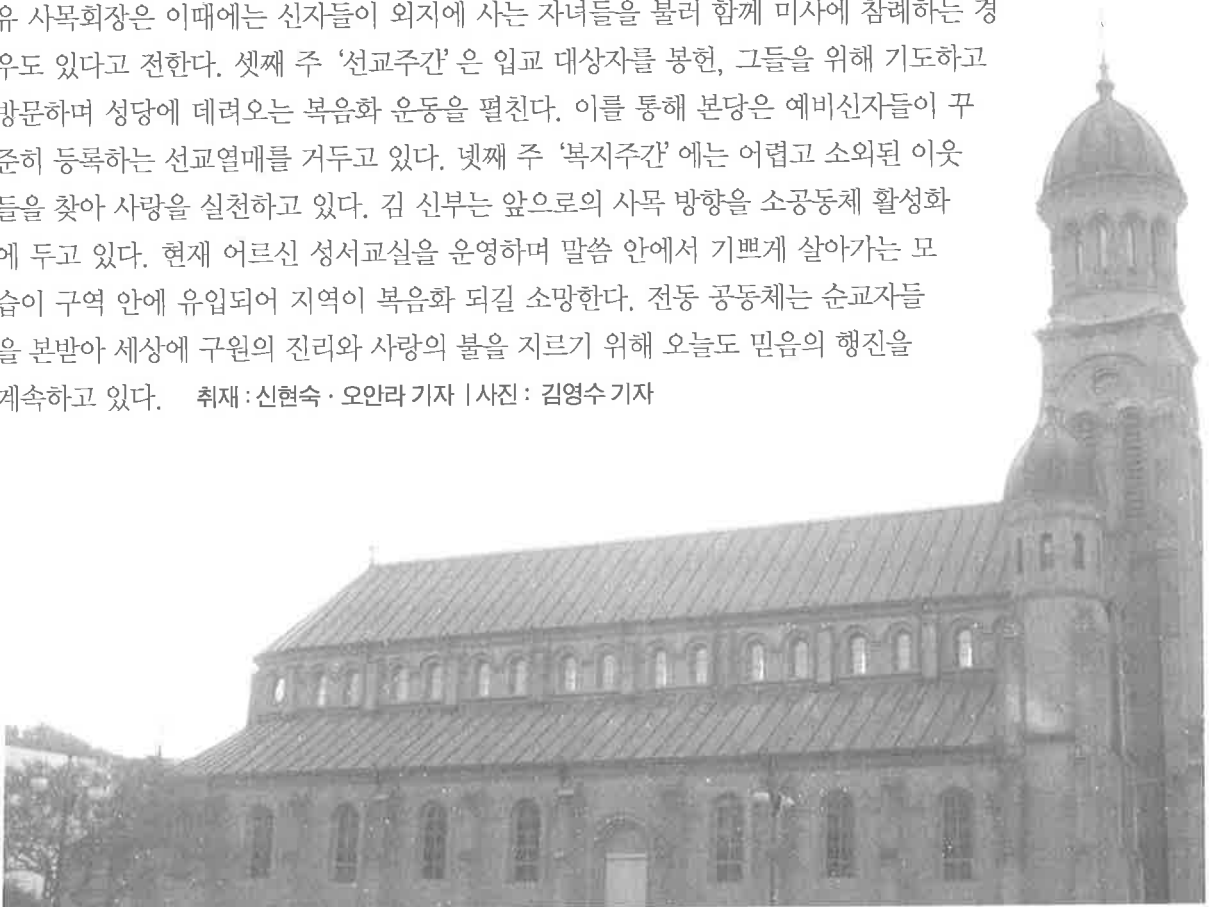 유 사목회장은 이때에는 신자들이 외지에 사는 자녀들을 불러 함께 미사에 참례하는 경
우도 있다고 전한다. 셋째 주 ‘선교주간’은 입교 대상자를 봉헌, 그들을 위해 기도하고
방문하며 성당에 데려오는 복음화 운동을 펼친다. 이를 통해 본당은 예비신자들이 꾸
준히 등록하는 선교열매를 거두고 있다. 넷째 주 ‘복지주간’에는 어렵고 소외된 이웃
들을 찾아 사랑을 실천하고 있다. 김 신부는 앞으로의 사목 방향을 소공동체 활성화
에 두고 있다. 현재 어르신 성서교실을 운영하며 말씀 안에서 기쁘게 살아가는 모
습이 구역 안에 유입되어 지역이 복음화 되길 소망한다. 전동 공동체는 순교자들
을 본받아 세상에 구원의 진리와 사랑의 불을 지르기 위해 오늘도 믿음의 행진을
계속하고 있다. 취재 : 신현숙 · 오안라 기자 | 사진 : 김영수 기자